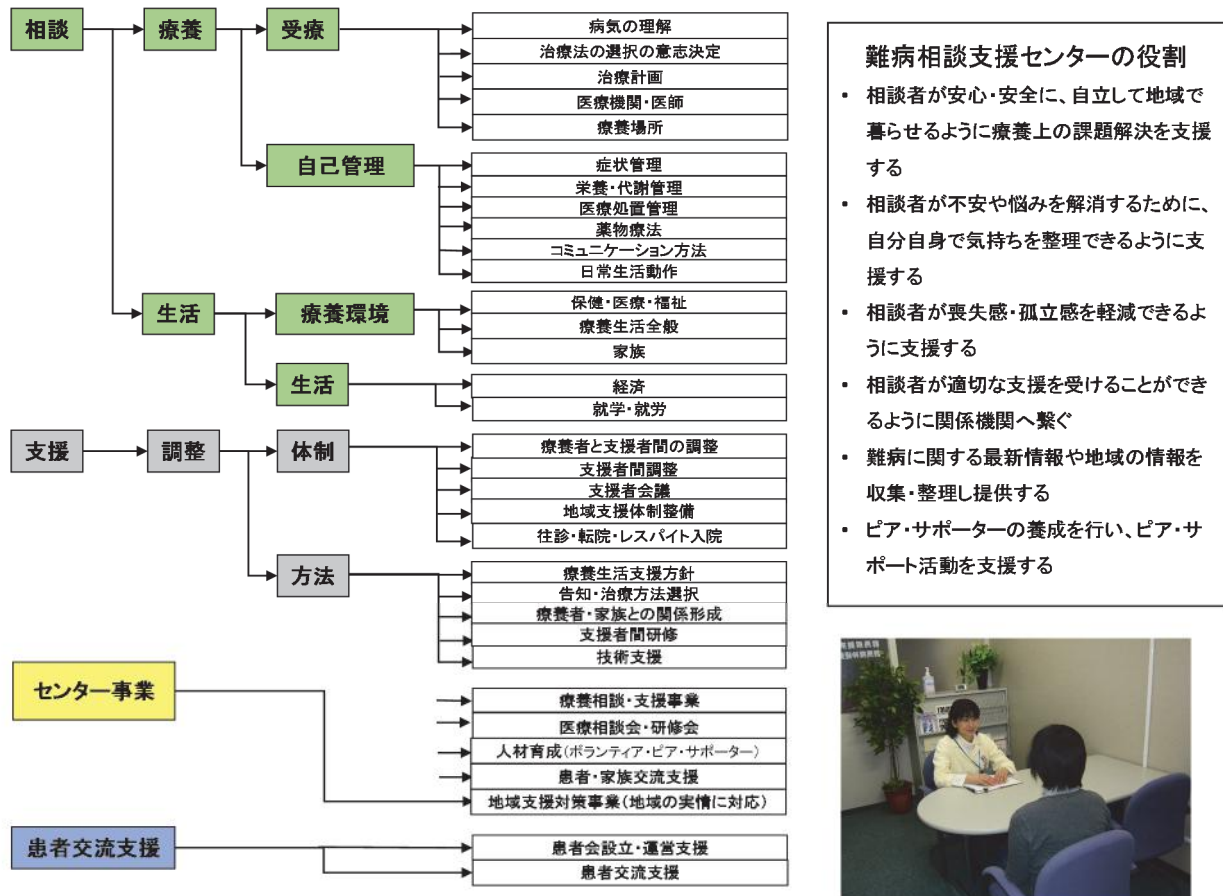 相談
療養
受療
病気の理解
治療法の選択の意志決定
治療計画
医療機関・医師
療養場所
自己管理
症状管理
栄養・代謝管理
医療処置管理
薬物療法
コミュニケーション方法
日常生活動作
生活
療養環境
保健・医療・福祉
療養生活全般
家族
生活
経済
就学・就労
支援
調整
体制
療養者と支援者間の調整
支援者間調整
支援者会議
地域支援体制整備
往診・転院・レスパイト入院
方法
療養生活支援方針
告知・治療方法選択
療養者・家族との関係形成
支援者間研修
技術支援
センター事業
療養相談・支援事業
医療相談会・研修会
人材育成(ボランティア・ピア・サポーター)
患者・家族交流支援
地域支援対策事業(地域の実情に対応)
患者交流支援
患者会設立・運営支援
患者交流支援
難病相談支援センターの役割
・ 相談者が安心・安全に、自立して地域で
暮らせるように療養上の課題解決を支援
する
・ 相談者が不安や悩みを解消するために、
自分自身で気持ちを整理できるように支
援する
・ 相談者が喪失感・孤立感を軽減できるよ
うに支援する
・ 相談者が適切な支援を受けることができ
るように関係機関へ繋ぐ
・ 難病に関する最新情報や地域の情報を
収集・整理し提供する
・ ピア・サポーターの養成を行い、ピア・サ
ポート活動を支援する